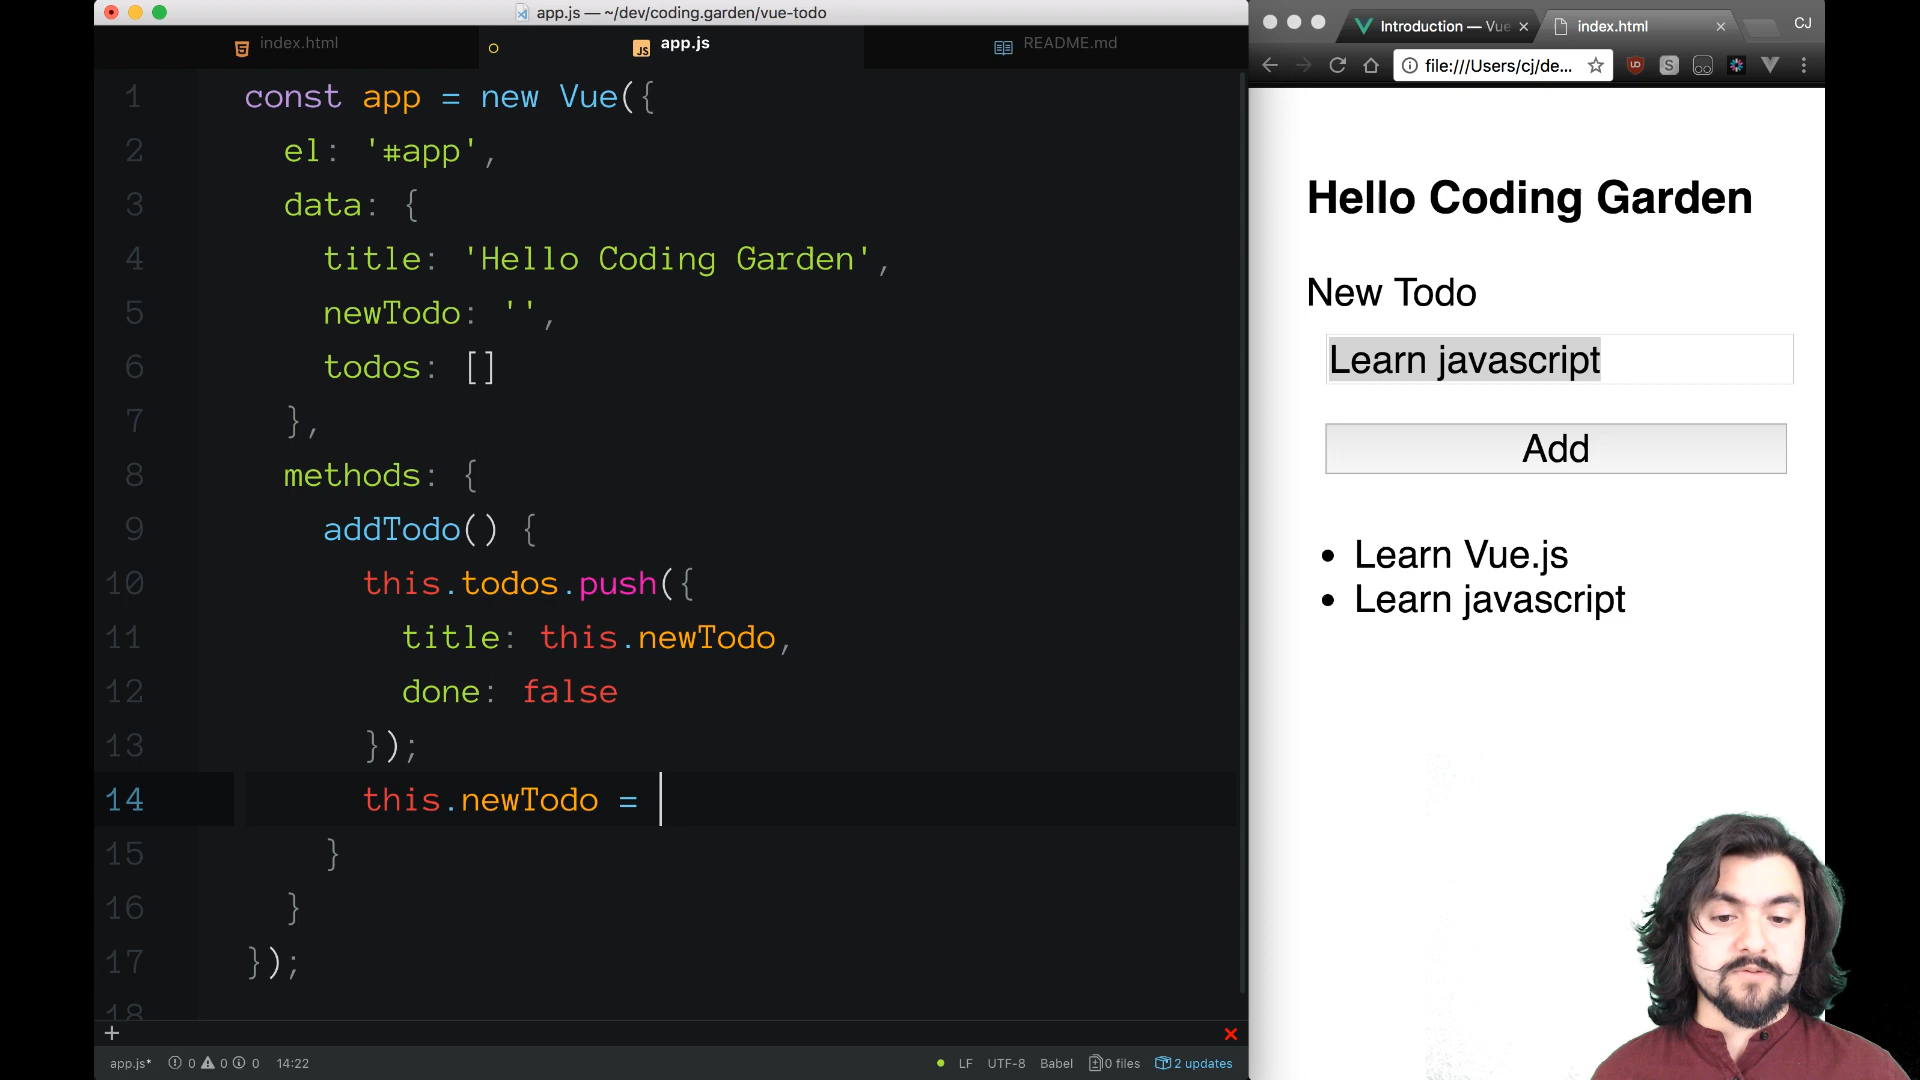 app.js — ~/dev/coding.garden/vue-todo
index.html
app.js
README.md
1 const app = new Vue({
2 el: '#app',
3 data: {
4 title: 'Hello Coding Garden',
5 newTodo: '',
6 todos: []
7 },
8 methods: {
9 addTodo() {
10 this.todos.push({
11 title: this.newTodo,
12 done: false
13 });
14 this.newTodo =
15 }
16 }
17 });
18
+
app.js* 0 0 0 14:22 LF UTF-8 Babel 0 files 2 updates
Introduction — Vue
index.html
CJ
file:///Users/cj/de...
Hello Coding Garden
New Todo
Learn javascript
Add
• Learn Vue.js
• Learn javascript